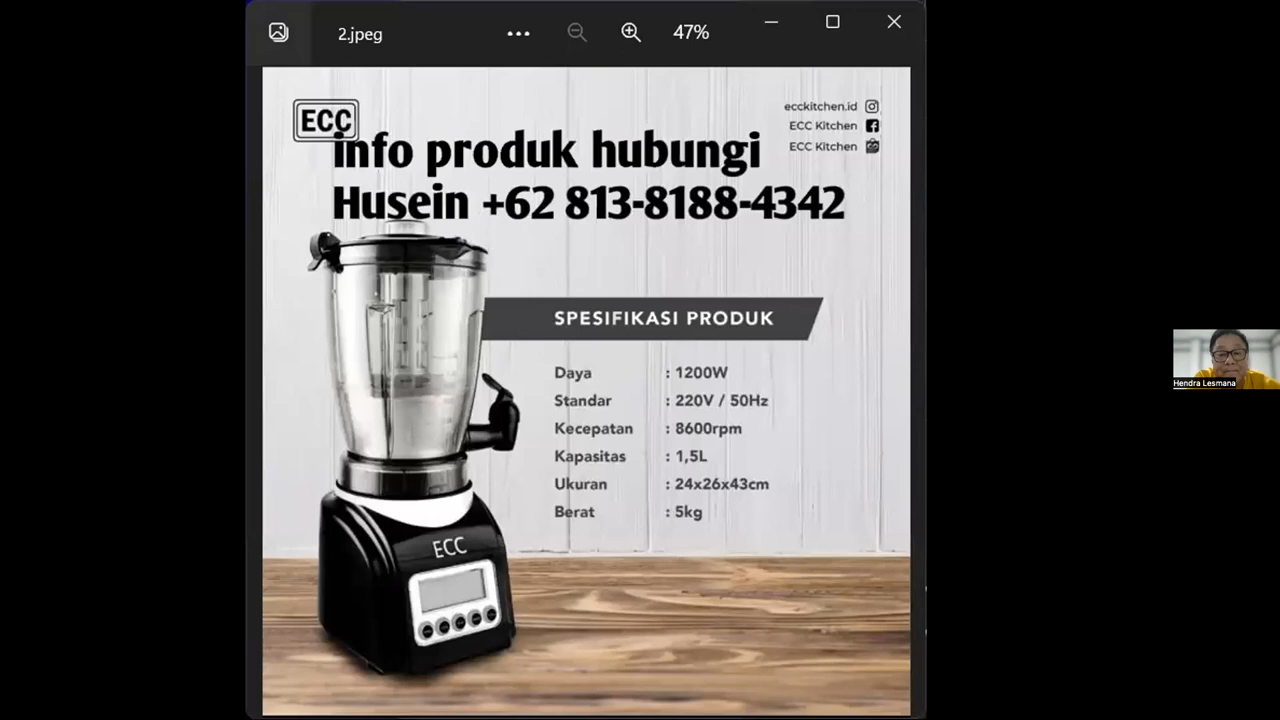 2.jpeg
47%
ECC
ecckitchen.id
ECC Kitchen
ECC Kitchen
info produk hubungi
Husein +62 813-8188-4342
SPESIFIKASI PRODUK
Daya : 1200W
Standar : 220V / 50Hz
Kecepatan : 8600rpm
Kapasitas : 1,5L
Ukuran : 24x26x43cm
Berat : 5kg
ECC
Hendra Lesmana